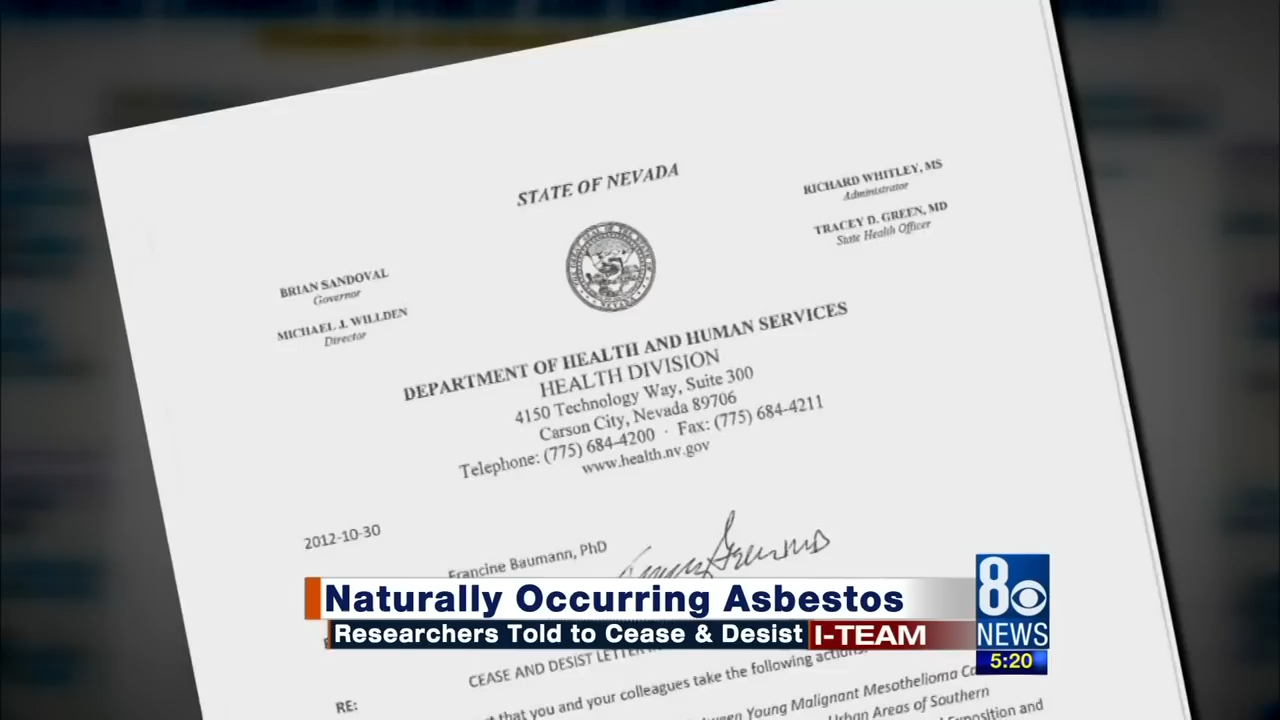 STATE OF NEVADA
RICHARD WHITLEY, MS
Administrator
TRACEY D. GREEN, MD
State Health Officer
BRIAN SANDOVAL
Governor
MICHAEL J. WILLDEN
Director
DEPARTMENT OF HEALTH AND HUMAN SERVICES
HEALTH DIVISION
4150 Technology Way, Suite 300
Carson City, Nevada 89706
Telephone: (775) 684-4200 · Fax: (775) 684-4211
www.health.nv.gov
2012-10-30
Francine Baumann, PhD
Naturally Occurring Asbestos
Researchers Told to Cease & Desist I-TEAM
8 NEWS
5:20
CEASE AND DESIST LETTER
RE:
that you and your colleagues take the following actions
Young Malignant Mesothelioma
Urban Areas of Southern
Exposition and